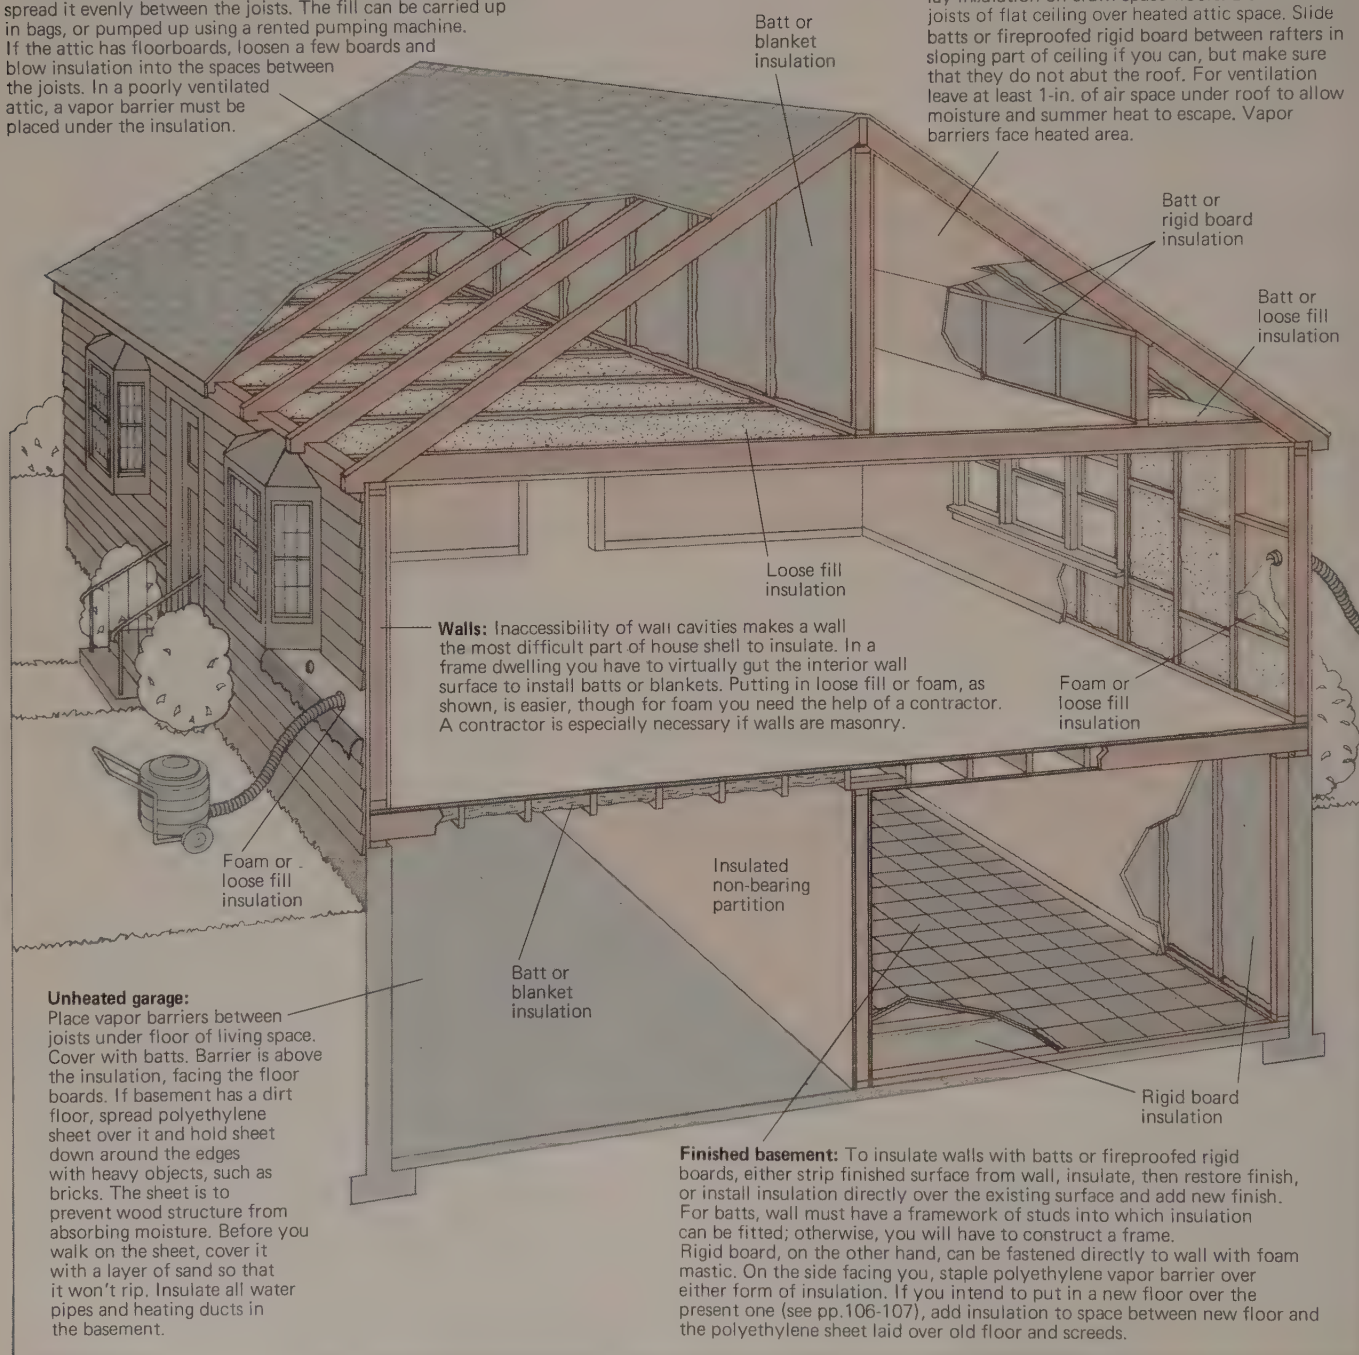 spread it evenly between the joists. The fill can be carried up
in bags, or pumped up using a rented pumping machine.
If the attic has floorboards, loosen a few boards and
blow insulation into the spaces between
the joists. In a poorly ventilated
attic, a vapor barrier must be
placed under the insulation.
Batt or
blanket
insulation
joists of flat ceiling over heated attic space. Slide
batts or fireproofed rigid board between rafters in
sloping part of ceiling if you can, but make sure
that they do not abut the roof. For ventilation
leave at least 1-in. of air space under roof to allow
moisture and summer heat to escape. Vapor
barriers face heated area.
Batt or
rigid board
insulation
Batt or
loose fill
insulation
Loose fill
insulation
Walls: Inaccessibility of wall cavities makes a wall
the most difficult part of house shell to insulate. In a
frame dwelling you have to virtually gut the interior wall
surface to install batts or blankets. Putting in loose fill or foam, as
shown, is easier, though for foam you need the help of a contractor.
A contractor is especially necessary if walls are masonry.
Foam or
loose fill
insulation
Foam or
loose fill
insulation
Insulated
non-bearing
partition
Batt or
blanket
insulation
Unheated garage:
Place vapor barriers between
joists under floor of living space.
Cover with batts. Barrier is above
the insulation, facing the floor
boards. If basement has a dirt
floor, spread polyethylene
sheet over it and hold sheet
down around the edges
with heavy objects, such as
bricks. The sheet is to
prevent wood structure from
absorbing moisture. Before you
walk on the sheet, cover it
with a layer of sand so that
it won't rip. Insulate all water
pipes and heating ducts in
the basement.
Rigid board
insulation
Finished basement: To insulate walls with batts or fireproofed rigid
boards, either strip finished surface from wall, insulate, then restore finish,
or install insulation directly over the existing surface and add new finish.
For batts, wall must have a framework of studs into which insulation
can be fitted; otherwise, you will have to construct a frame.
Rigid board, on the other hand, can be fastened directly to wall with foam
mastic. On the side facing you, staple polyethylene vapor barrier over
either form of insulation. If you intend to put in a new floor over the
present one (see pp.106-107), add insulation to space between new floor and
the polyethylene sheet laid over old floor and screeds.